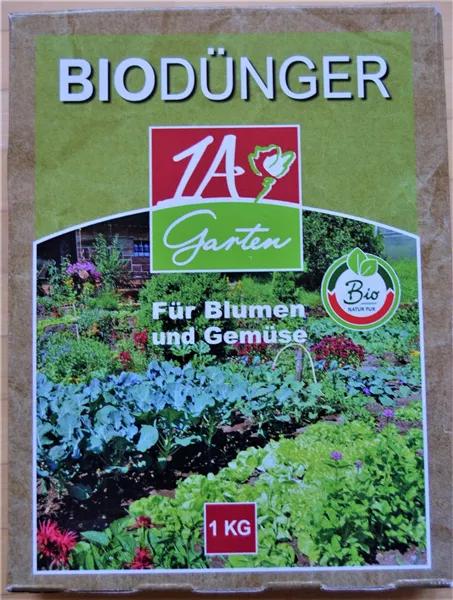 BIODÜNGER
1A
Garten
Für Blumen
und Gemüse
Bio
NATUR PUR
1 KG